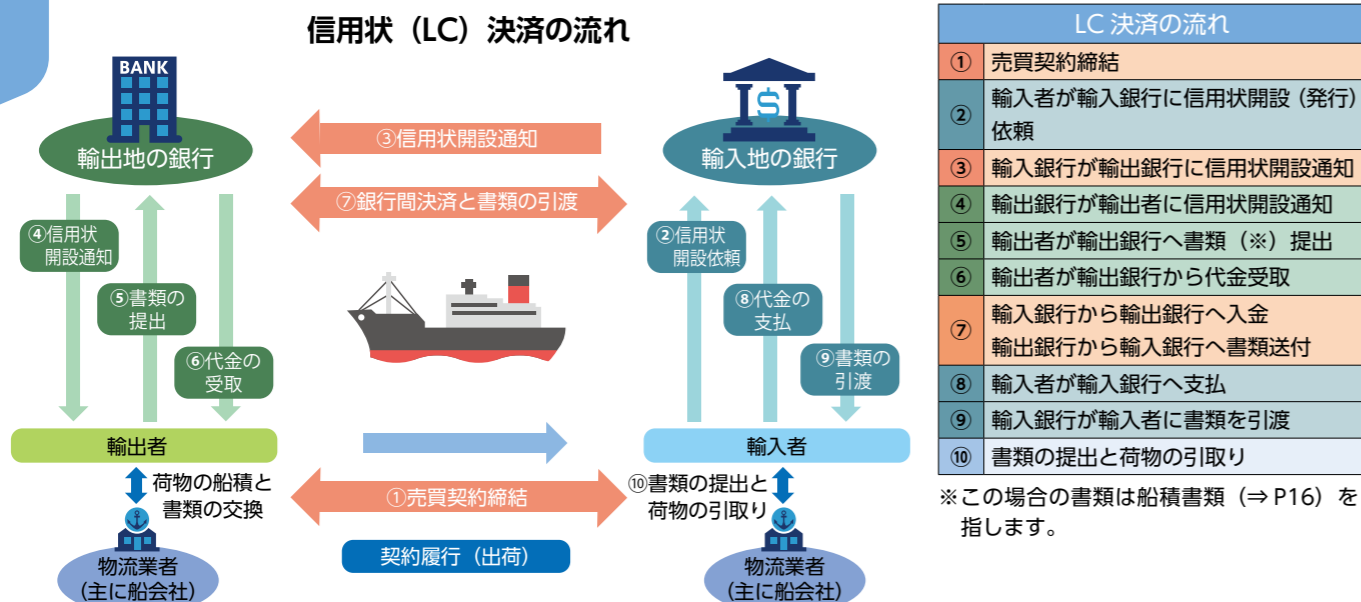 信用状（LC）決済の流れ
BANK
輸出地の銀行
$
輸入地の銀行
③信用状開設通知
⑦銀行間決済と書類の引渡
④信用状
開設通知
⑤書類の
提出
⑥代金の
受取
②信用状
開設依頼
⑧代金の
支払
⑨書類の
引渡
輸出者
輸入者
荷物の船積と
書類の交換
①売買契約締結
⑩書類の提出と
荷物の引取り
契約履行（出荷）
物流業者
（主に船会社）
物流業者
（主に船会社）
LC 決済の流れ
① 売買契約締結
② 輸入者が輸入銀行に信用状開設（発行）
依頼
③ 輸入銀行が輸出銀行に信用状開設通知
④ 輸出銀行が輸出者に信用状開設通知
⑤ 輸出者が輸出銀行へ書類（※）提出
⑥ 輸出者が輸出銀行から代金受取
⑦ 輸入銀行から輸出銀行へ入金
輸出銀行から輸入銀行へ書類送付
⑧ 輸入者が輸入銀行へ支払
⑨ 輸入銀行が輸入者に書類を引渡
⑩ 書類の提出と荷物の引取り
※この場合の書類は船積書類（⇒ P16）を
指します。